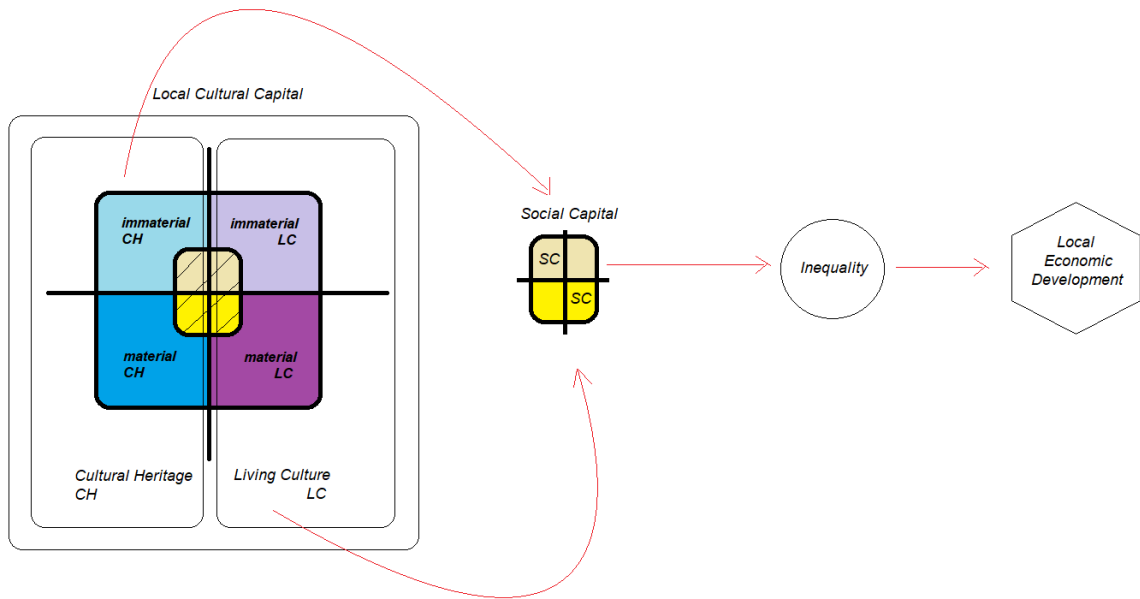 Local Cultural Capital
immaterial
CH
immaterial
LC
material
CH
material
LC
Cultural Heritage
CH
Living Culture
LC
Social Capital
SC
SC
Inequality
Local
Economic
Development